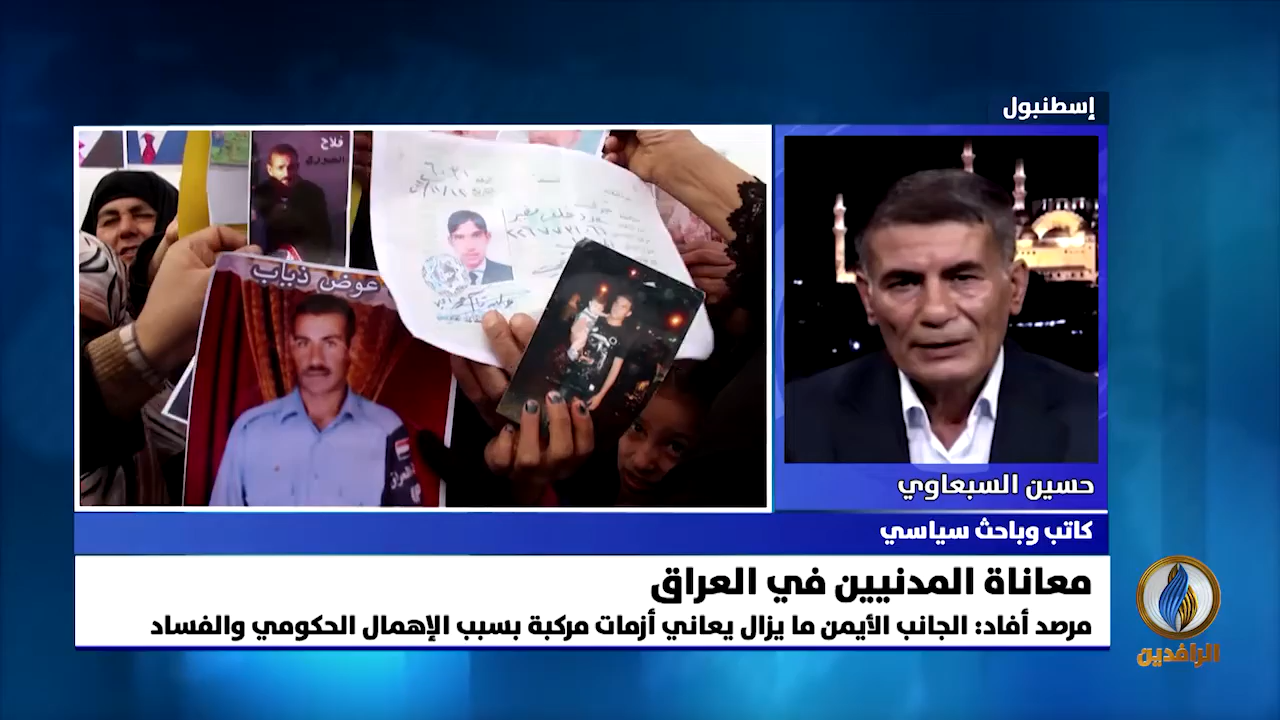 إسطنبول
فلاح
عوض ذياب
حسين السبعاوي
كاتب وباحث سياسي
معاناة المدنيين في العراق
مرصد أفاد: الجانب الأيمن ما يزال يعاني أزمات مركبة بسبب الإهمال الحكومي والفساد
الرافدين